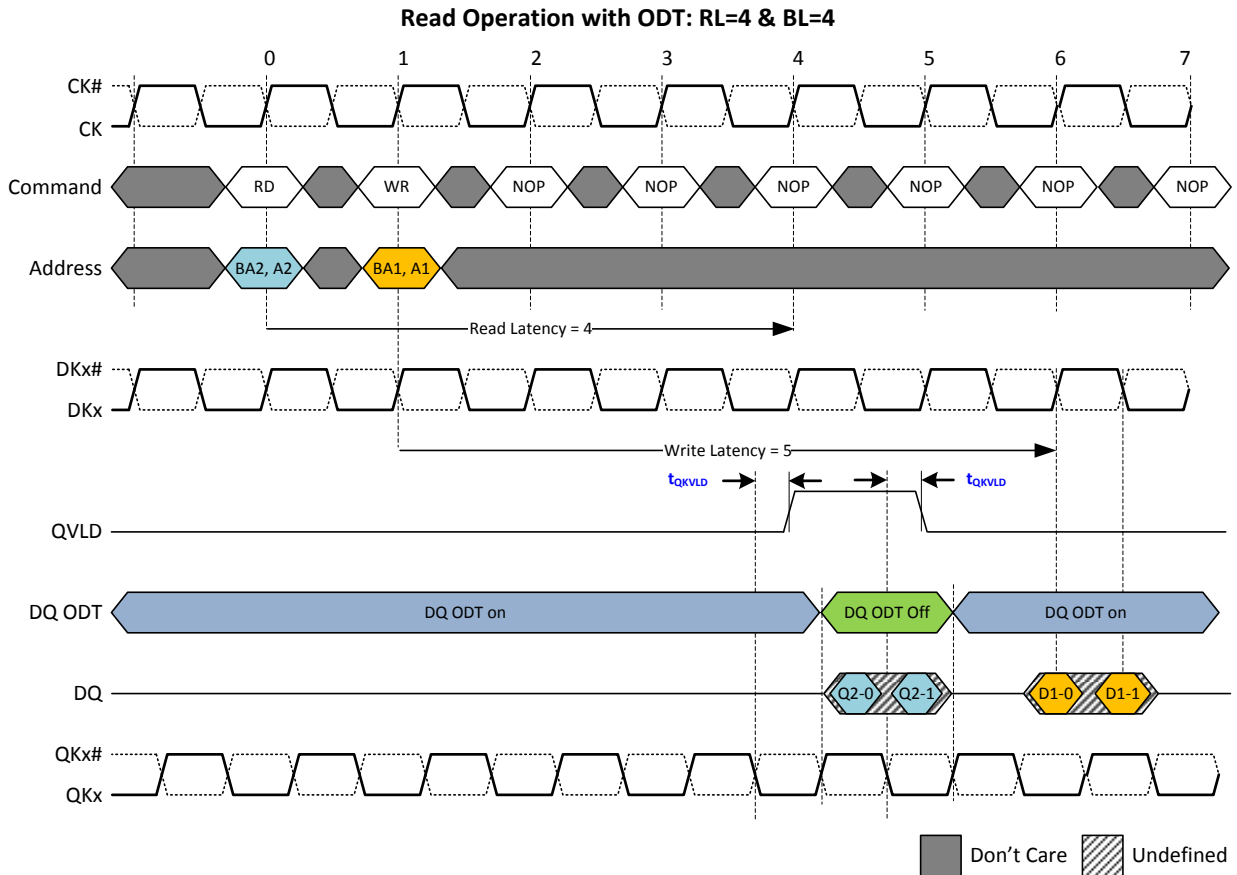 Read Operation with ODT: RL=4 & BL=4
0 1 2 3 4 5 6 7
CK#
CK
Command RD WR NOP NOP NOP NOP NOP NOP
Address BA2, A2 BA1, A1
Read Latency = 4
DKx#
DKx
Write Latency = 5
tQKVLD tQKVLD
QVLD
DQ ODT DQ ODT on DQ ODT Off DQ ODT on
DQ Q2-0 Q2-1 D1-0 D1-1
QKx#
QKx
Don't Care Undefined